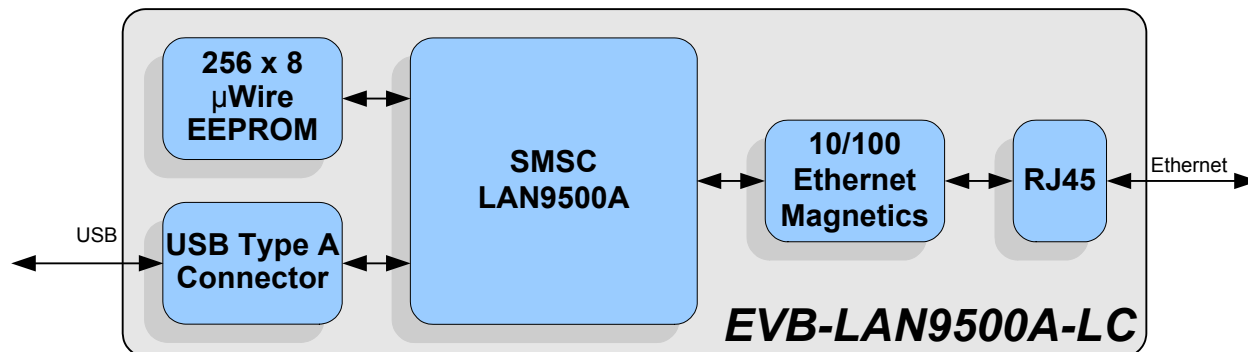 256 x 8
µWire
EEPROM
SMSC
LAN9500A
10/100
Ethernet
Magnetics
RJ45
Ethernet
USB
USB Type A
Connector
EVB-LAN9500A-LC